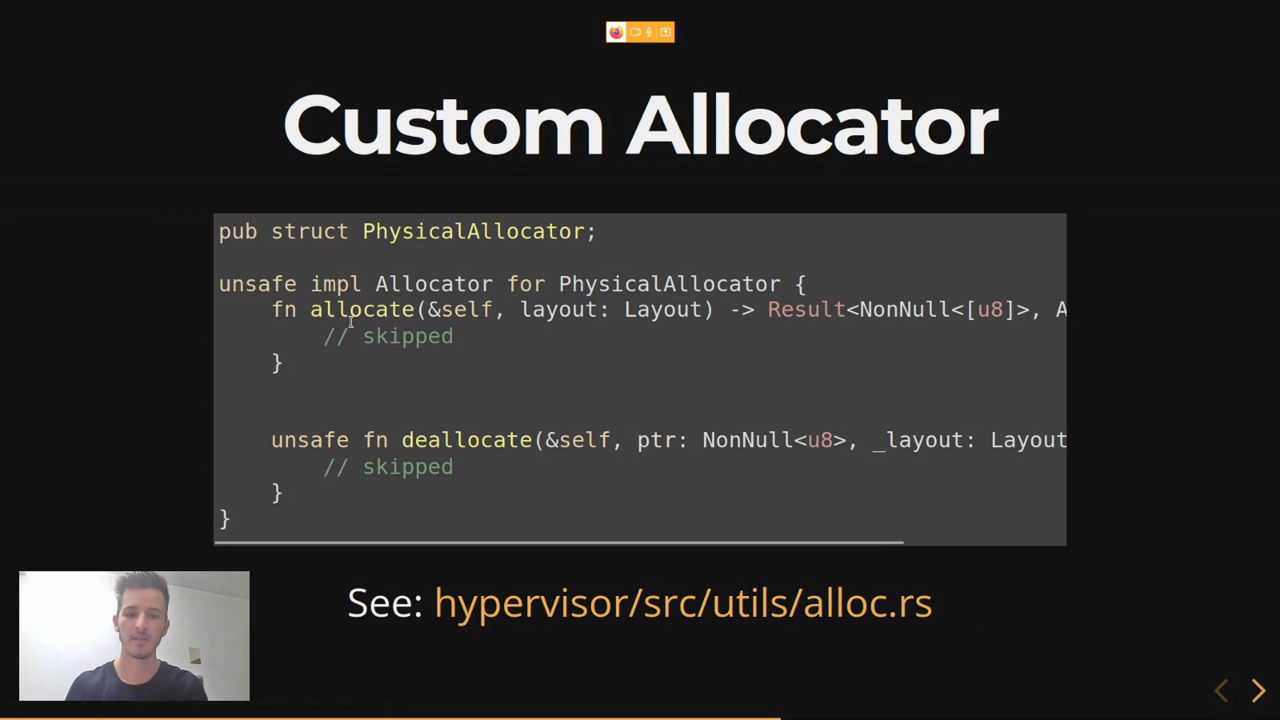 Custom Allocator
pub struct PhysicalAllocator;
unsafe impl Allocator for PhysicalAllocator {
fn allocate(&self, layout: Layout) -> Result<NonNull<[u8]>, A
// skipped
}
unsafe fn deallocate(&self, ptr: NonNull<u8>, _layout: Layout
// skipped
}
}
See: hypervisor/src/utils/alloc.rs